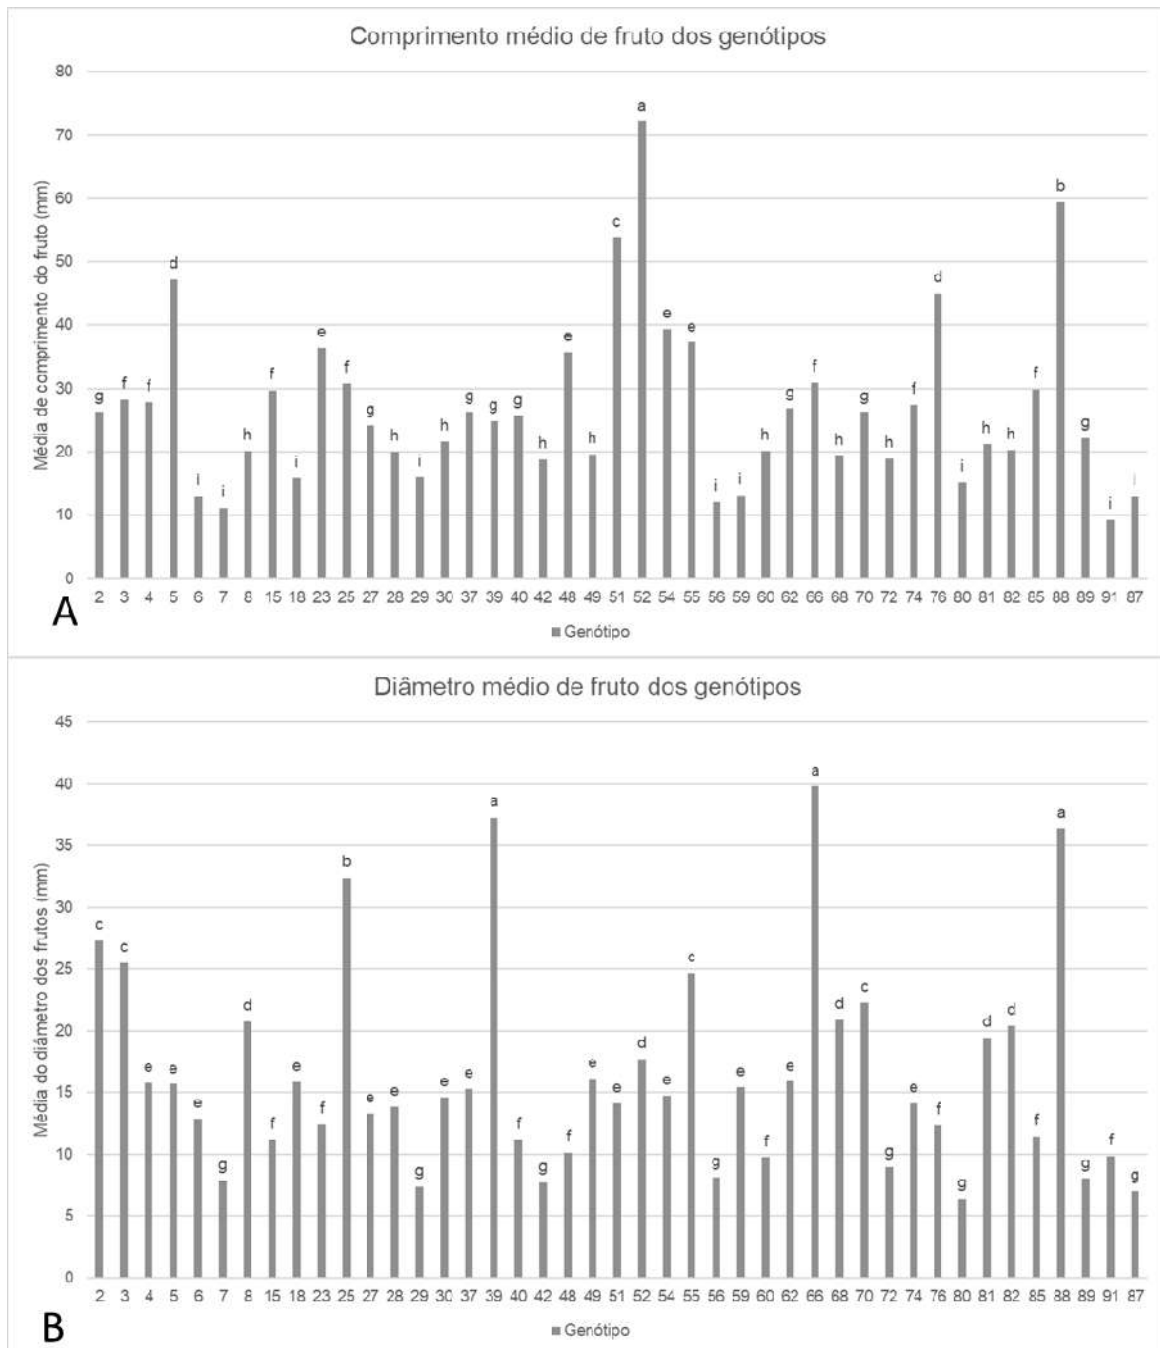 Comprimento médio de fruto dos genótipos
Média de comprimento do fruto (mm)
80
70
60
50
40
30
20
10
0
g f f d i i h f i e f g h i h g g g h e h c a e e i i h g f h g h f d i h h f b g i i
2 3 4 5 6 7 8 15 18 23 25 27 28 29 30 37 39 40 42 48 49 51 52 54 55 56 59 60 62 66 68 70 72 74 76 80 81 82 85 88 89 91 87
Genótipo
A
Diâmetro médio de fruto dos genótipos
Média do diâmetro dos frutos (mm)
45
40
35
30
25
20
15
10
5
0
c c e e e g d f e f b e e g e e a f g f e e d e c g e f e a d c g e f g d d f a g f g
2 3 4 5 6 7 8 15 18 23 25 27 28 29 30 37 39 40 42 48 49 51 52 54 55 56 59 60 62 66 68 70 72 74 76 80 81 82 85 88 89 91 87
Genótipo
B